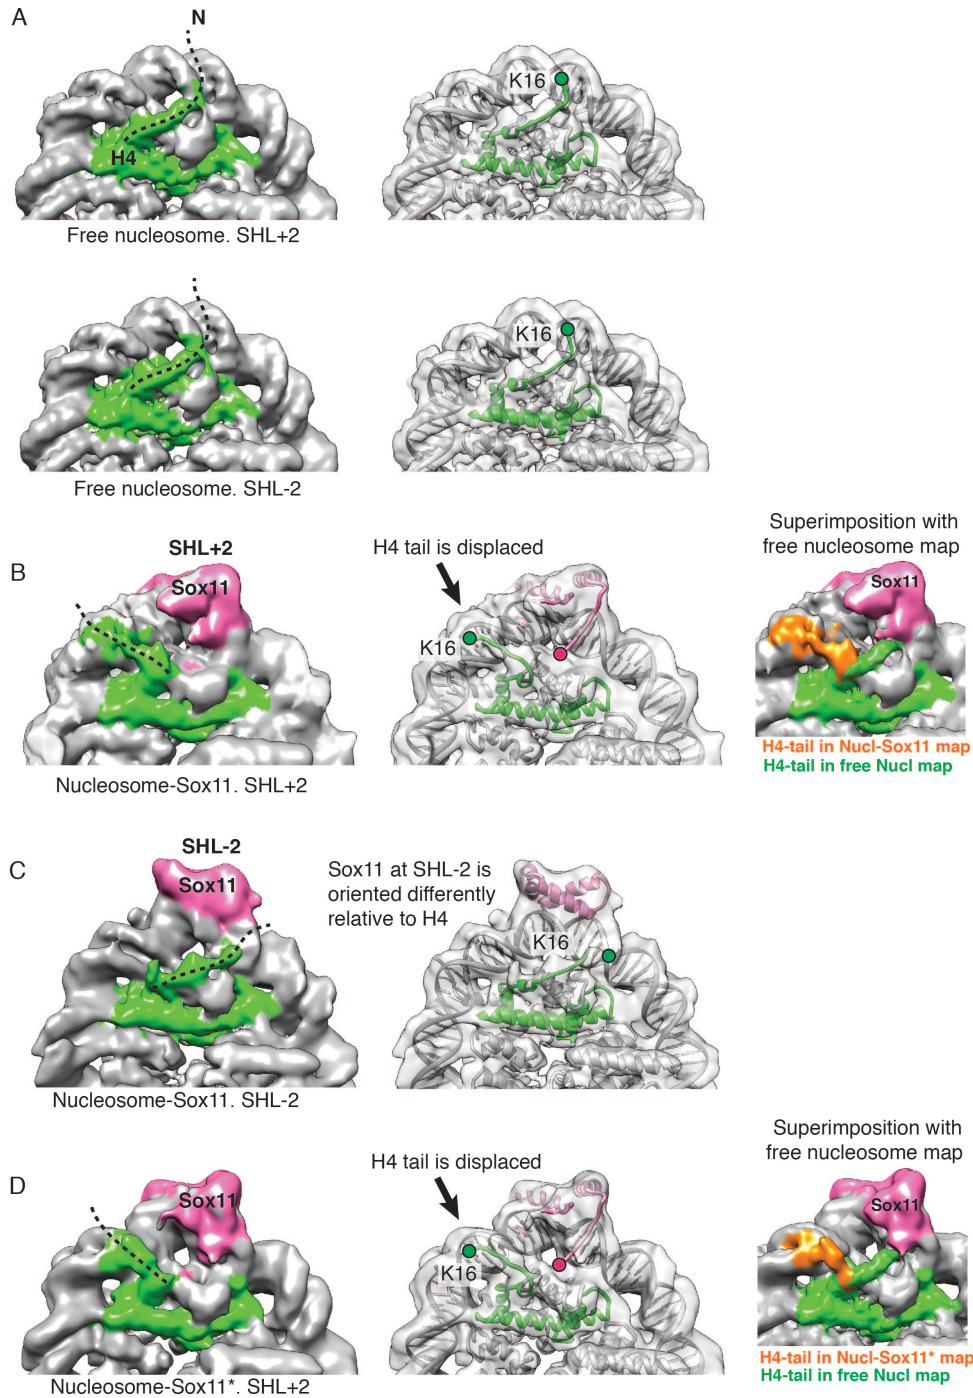 A
N
K16
H4
Free nucleosome. SHL+2
K16
Free nucleosome. SHL-2
Superimposition with
free nucleosome map
B
SHL+2
H4 tail is displaced
Sox11
Sox11
K16
H4-tail in Nucl-Sox11 map
H4-tail in free Nucl map
Nucleosome-Sox11. SHL+2
C
SHL-2
Sox11
Sox11 at SHL-2 is
oriented differently
relative to H4
K16
Nucleosome-Sox11. SHL-2
Superimposition with
free nucleosome map
D
H4 tail is displaced
Sox11
Sox11
K16
H4-tail in Nucl-Sox11* map
H4-tail in free Nucl map
Nucleosome-Sox11*. SHL+2